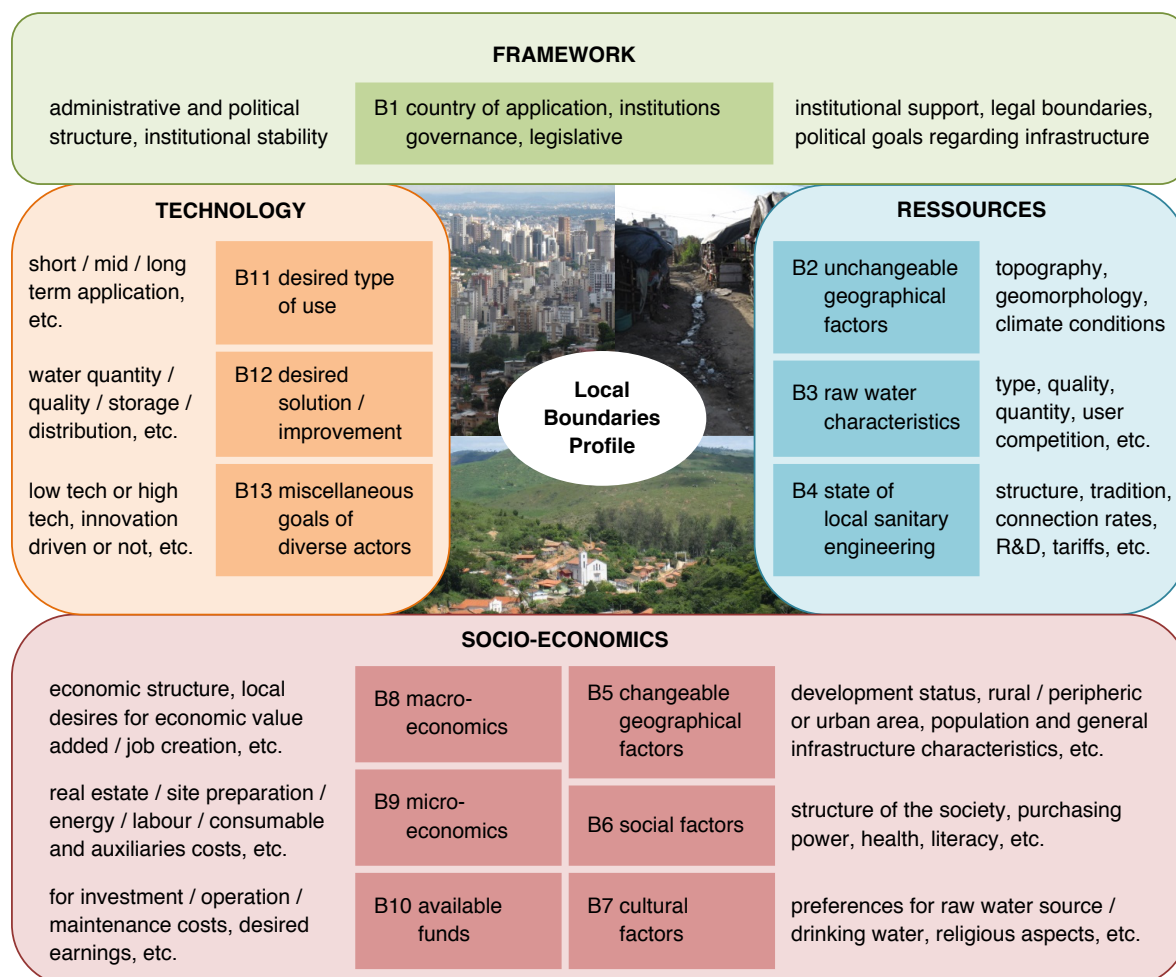 FRAMEWORK
administrative and political
structure, institutional stability
B1 country of application, institutions
governance, legislative
institutional support, legal boundaries,
political goals regarding infrastructure
TECHNOLOGY
short / mid / long
term application,
etc.
B11 desired type
of use
water quantity /
quality / storage /
distribution, etc.
B12 desired
solution /
improvement
low tech or high
tech, innovation
driven or not, etc.
B13 miscellaneous
goals of
diverse actors
Local
Boundaries
Profile
RESSOURCES
B2 unchangeable
geographical
factors
topography,
geomorphology,
climate conditions
B3 raw water
characteristics
type, quality,
quantity, user
competition, etc.
B4 state of
local sanitary
engineering
structure, tradition,
connection rates,
R&D, tariffs, etc.
SOCIO-ECONOMICS
economic structure, local
desires for economic value
added / job creation, etc.
B8 macro-
economics
B5 changeable
geographical
factors
development status, rural / peripheric
or urban area, population and general
infrastructure characteristics, etc.
real estate / site preparation /
energy / labour / consumable
and auxiliaries costs, etc.
B9 micro-
economics
B6 social factors
structure of the society, purchasing
power, health, literacy, etc.
for investment / operation /
maintenance costs, desired
earnings, etc.
B10 available
funds
B7 cultural
factors
preferences for raw water source /
drinking water, religious aspects, etc.